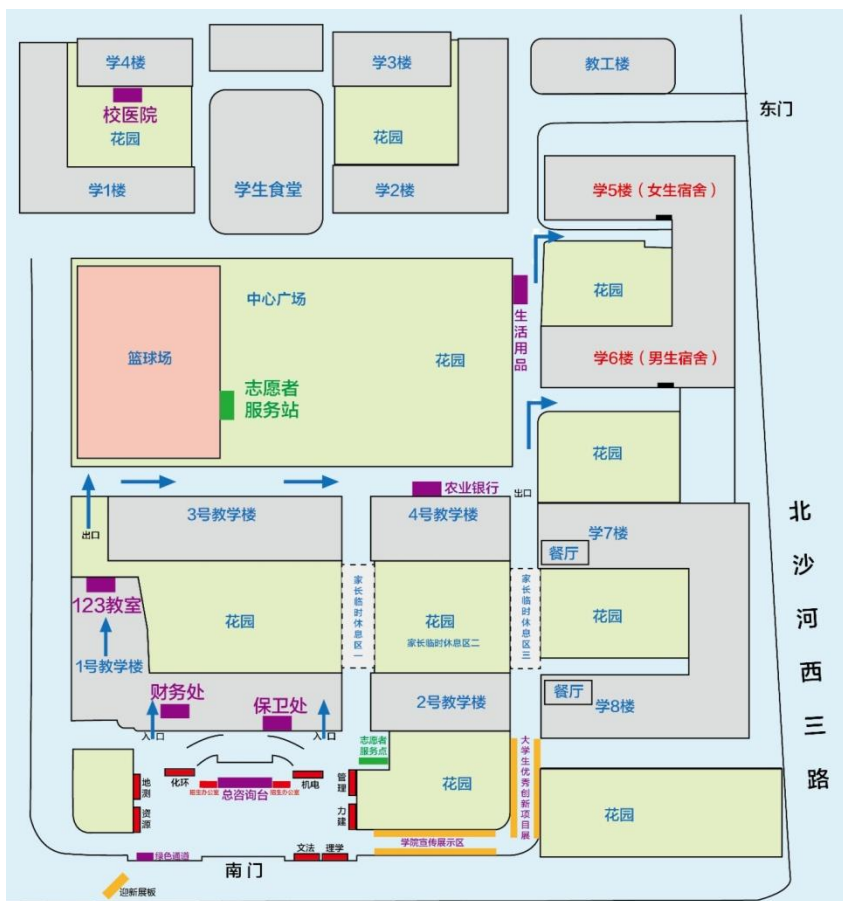 学4楼
校医院
花园
学1楼
学生食堂
学3楼
花园
学2楼
教工楼
东门
学5楼（女生宿舍）
花园
学6楼（男生宿舍）
花园
生活用品
中心广场
篮球场
花园
志愿者
服务站
农业银行
出口
3号教学楼
4号教学楼
出口
学7楼
餐厅
花园
餐厅
学8楼
北沙河西三路
123教室
1号教学楼
花园
家长临时休息区一
花园
家长临时休息区二
家长临时休息区三
财务处
保卫处
2号教学楼
入口
入口
志愿者
服务点
大学生优秀创新项目展
花园
花园
地测
资源
化环
招生办公室
总咨询台
招生办公室
机电
管理
力建
学院宣传展示区
绿色通道
南门
文法
理学
迎新展板